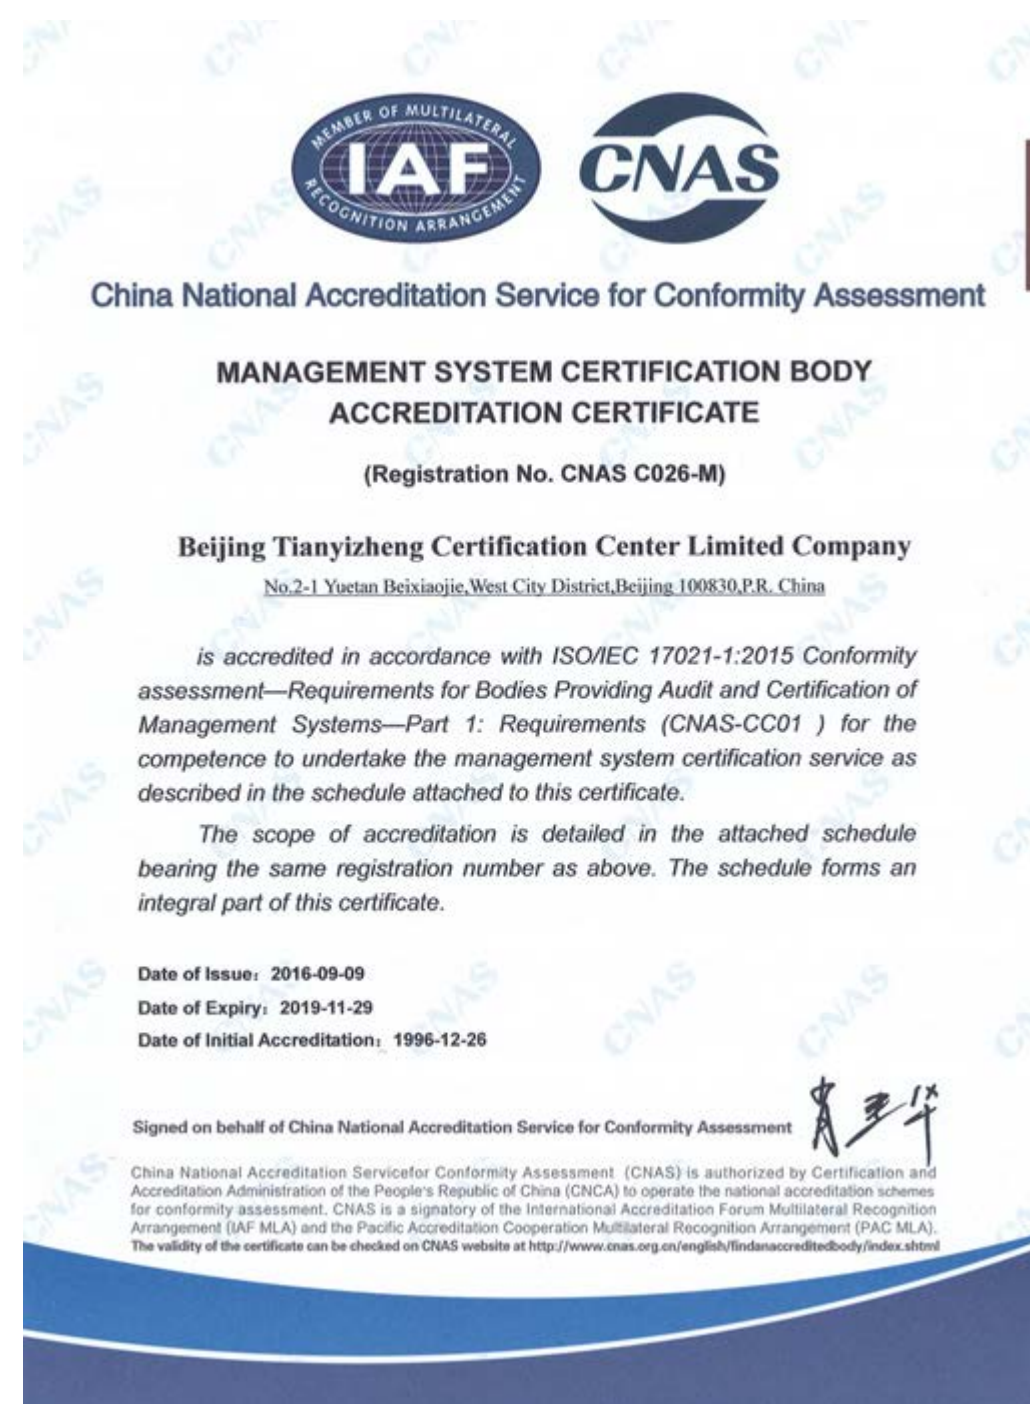 MEMBER OF MULTILATERAL
IAF
RECOGNITION ARRANGEMENT
CNAS
China National Accreditation Service for Conformity Assessment
MANAGEMENT SYSTEM CERTIFICATION BODY
ACCREDITATION CERTIFICATE
(Registration No. CNAS C026-M)
Beijing Tianyizheng Certification Center Limited Company
No.2-1 Yuetan Beixiaojie,West City District,Beijing 100830,P.R. China
is accredited in accordance with ISO/IEC 17021-1:2015 Conformity
assessment—Requirements for Bodies Providing Audit and Certification of
Management Systems—Part 1: Requirements (CNAS-CC01 ) for the
competence to undertake the management system certification service as
described in the schedule attached to this certificate.
The scope of accreditation is detailed in the attached schedule
bearing the same registration number as above. The schedule forms an
integral part of this certificate.
Date of Issue: 2016-09-09
Date of Expiry: 2019-11-29
Date of Initial Accreditation: 1996-12-26
Signed on behalf of China National Accreditation Service for Conformity Assessment
China National Accreditation Servicefor Conformity Assessment (CNAS) is authorized by Certification and
Accreditation Administration of the People's Republic of China (CNCA) to operate the national accreditation schemes
for conformity assessment. CNAS is a signatory of the International Accreditation Forum Multilateral Recognition
Arrangement (IAF MLA) and the Pacific Accreditation Cooperation Multilateral Recognition Arrangement (PAC MLA).
The validity of the certificate can be checked on CNAS website at http://www.cnas.org.cn/english/findanaccreditedbody/index.shtml